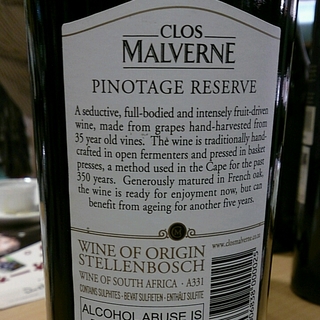 CLOS
MALVERNE
PINOTAGE RESERVE
A seductive, full-bodied and intensely fruit-driven
wine, made from grapes hand-harvested from
35 year old vines. The wine is traditionally hand-
crafted in open fermenters and pressed in basket
presses, a method used in the Cape for the past
350 years. Generously matured in French oak,
the wine is ready for enjoyment now, but can
benefit from ageing for another five years.
www.closmalverne.co.za
WINE OF ORIGIN
STELLENBOSCH
WINE OF SOUTH AFRICA · A331
CONTAINS SULPHITES - BEVAT SULFIETEN - ENTHÄLT SULFITE
ALCOHOL ABUSE IS